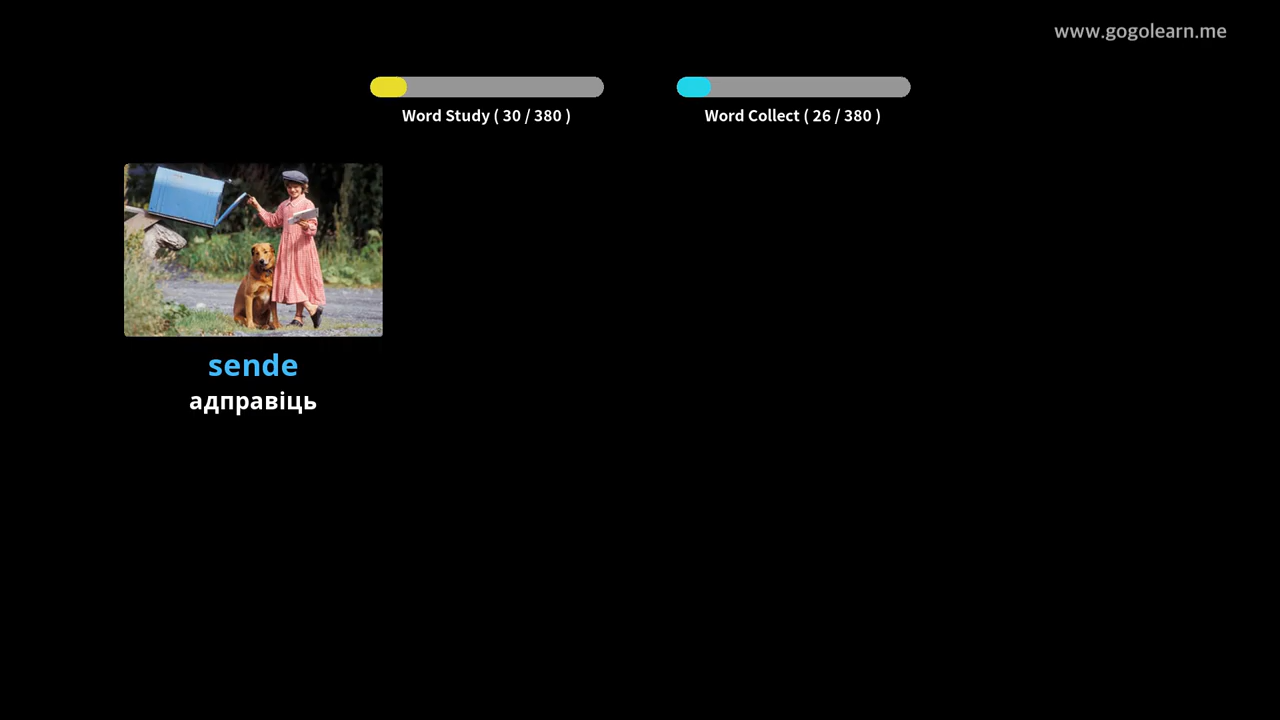 www.gogolearn.me
Word Study ( 30 / 380 )
Word Collect ( 26 / 380 )
sende
адправіць